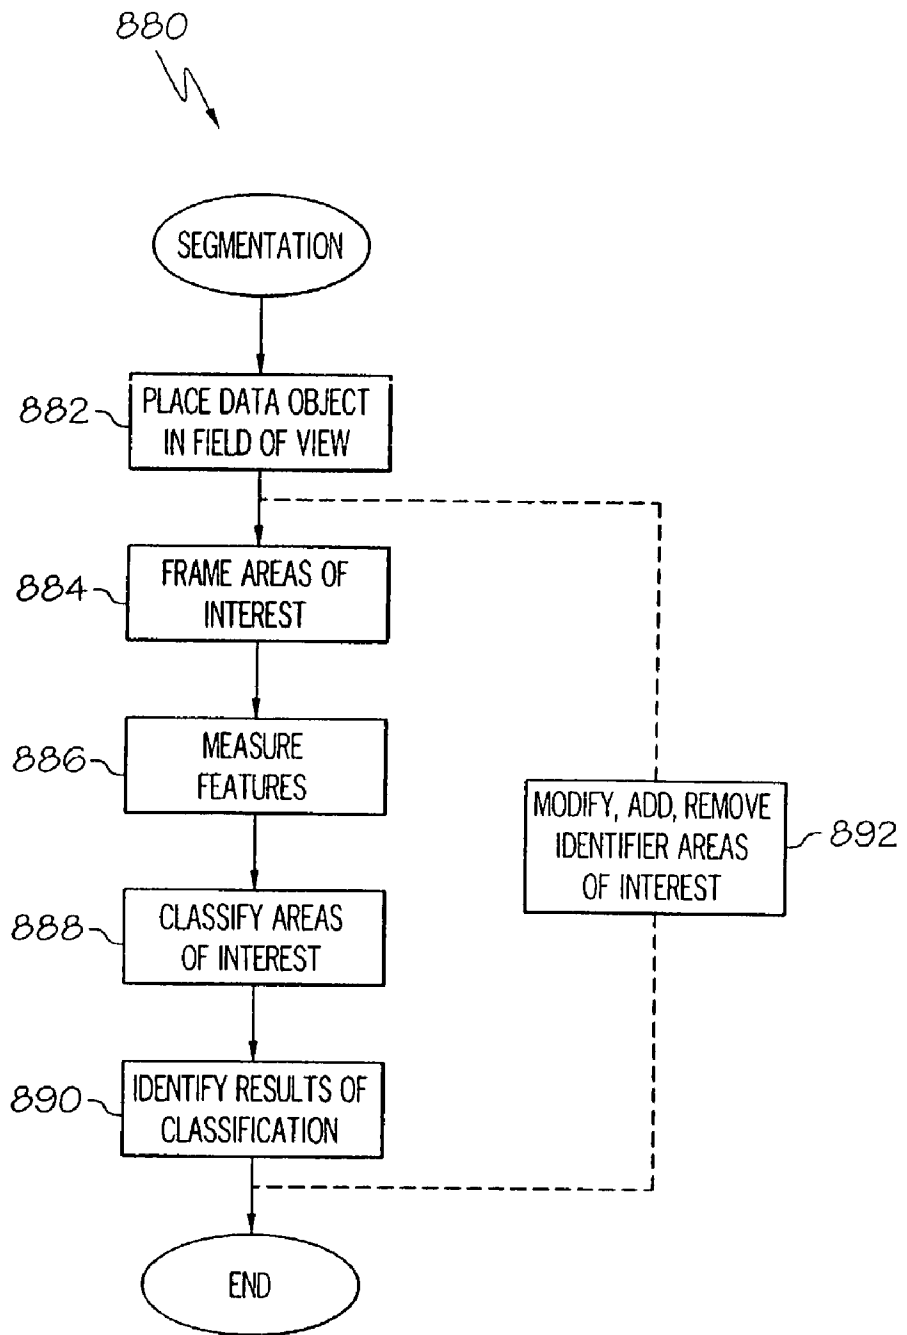 880
SEGMENTATION
882
PLACE DATA OBJECT
IN FIELD OF VIEW
884
FRAME AREAS OF
INTEREST
886
MEASURE
FEATURES
MODIFY, ADD, REMOVE
IDENTIFIER AREAS
OF INTEREST
892
888
CLASSIFY AREAS
OF INTEREST
890
IDENTIFY RESULTS OF
CLASSIFICATION
END